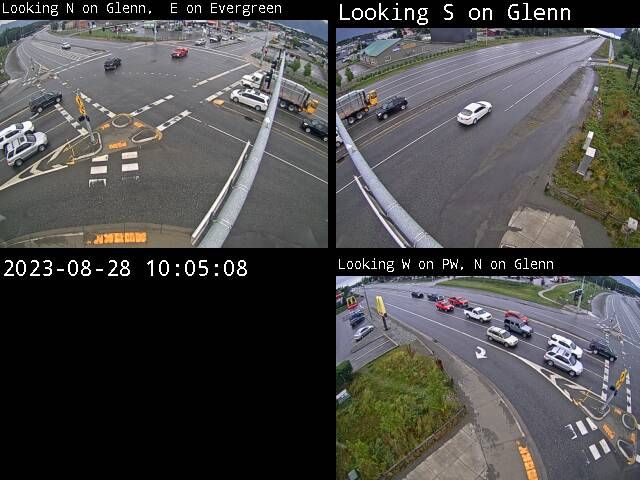 Looking N on Glenn,  E on Evergreen
Looking S on Glenn
2023-08-28 10:05:08
Looking W on PW, N on Glenn